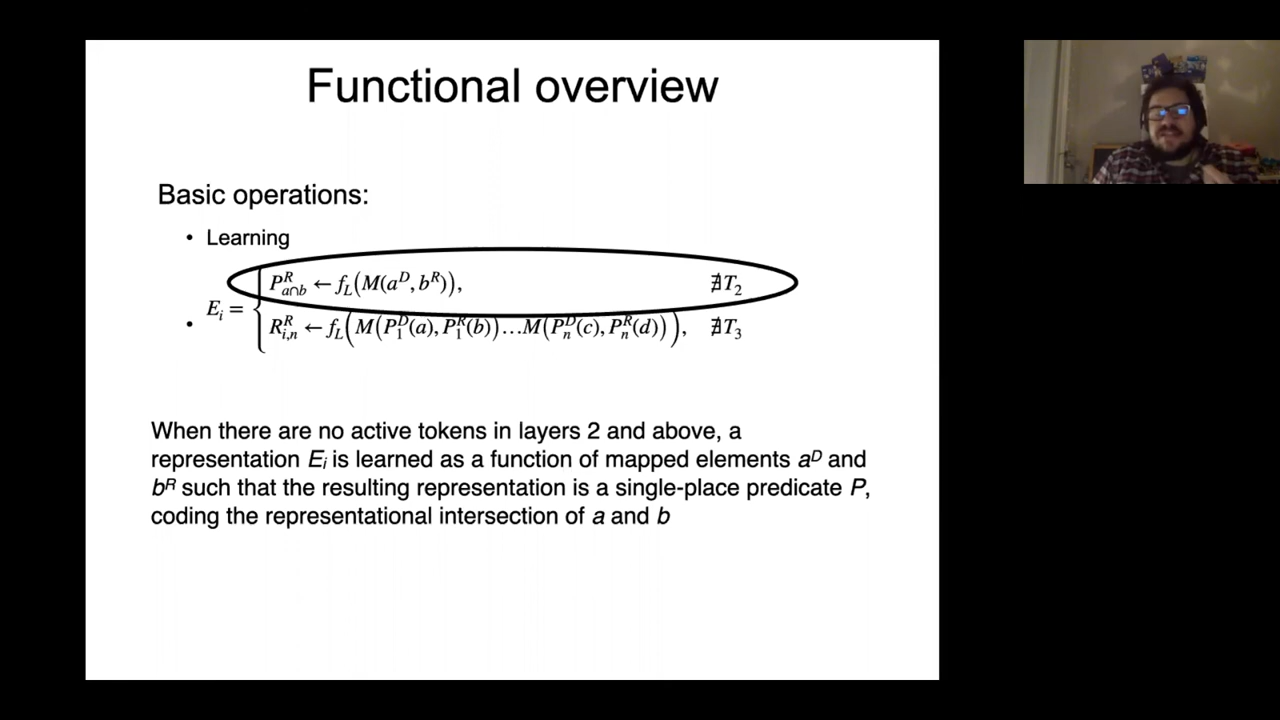 Functional overview
Basic operations:
• Learning
• E_i = { P^R_{a∩b} ← f_L(M(a^D, b^R)), ∄T_2
R^R_{i,n} ← f_L(M(P^D_1(a), P^R_1(b))…M(P^D_n(c), P^R_n(d))), ∄T_3
When there are no active tokens in layers 2 and above, a
representation E_i is learned as a function of mapped elements a^D and
b^R such that the resulting representation is a single-place predicate P,
coding the representational intersection of a and b